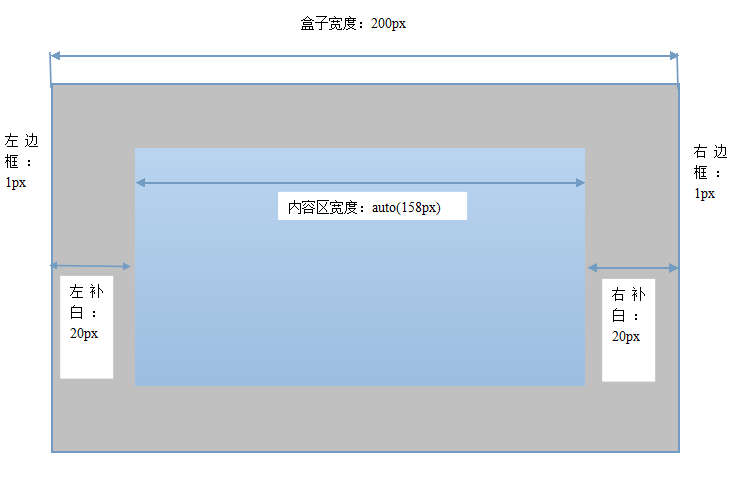 盒子宽度：200px
左 边
框 ：
1px
右 边
框 ：
1px
内容区宽度：auto(158px)
左 补
白 ：
20px
右 补
白 ：
20px